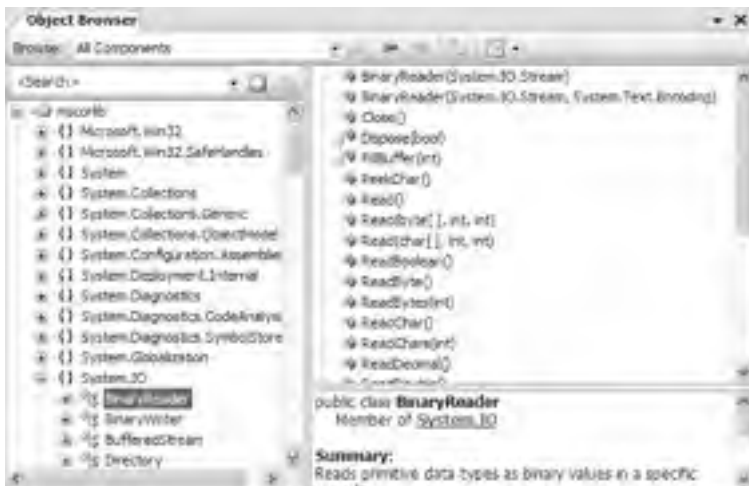 Object Browser
Browse: All Components
<Search>
mscorlib
{} Microsoft.Win32
{} Microsoft.Win32.SafeHandles
{} System
{} System.Collections
{} System.Collections.Generic
{} System.Collections.ObjectModel
{} System.Configuration.Assemblies
{} System.Deployment.Internal
{} System.Diagnostics
{} System.Diagnostics.CodeAnalysis
{} System.Diagnostics.SymbolStore
{} System.Globalization
{} System.IO
BinaryReader
BinaryWriter
BufferedStream
Directory
BinaryReader(System.IO.Stream)
BinaryReader(System.IO.Stream, System.Text.Encoding)
Close()
Dispose(bool)
FillBuffer(int)
PeekChar()
Read()
Read(byte[], int, int)
Read(char[], int, int)
ReadBoolean()
ReadByte()
ReadBytes(int)
ReadChar()
ReadChars(int)
ReadDecimal()
public class BinaryReader
Member of System.IO
Summary:
Reads primitive data types as binary values in a specific